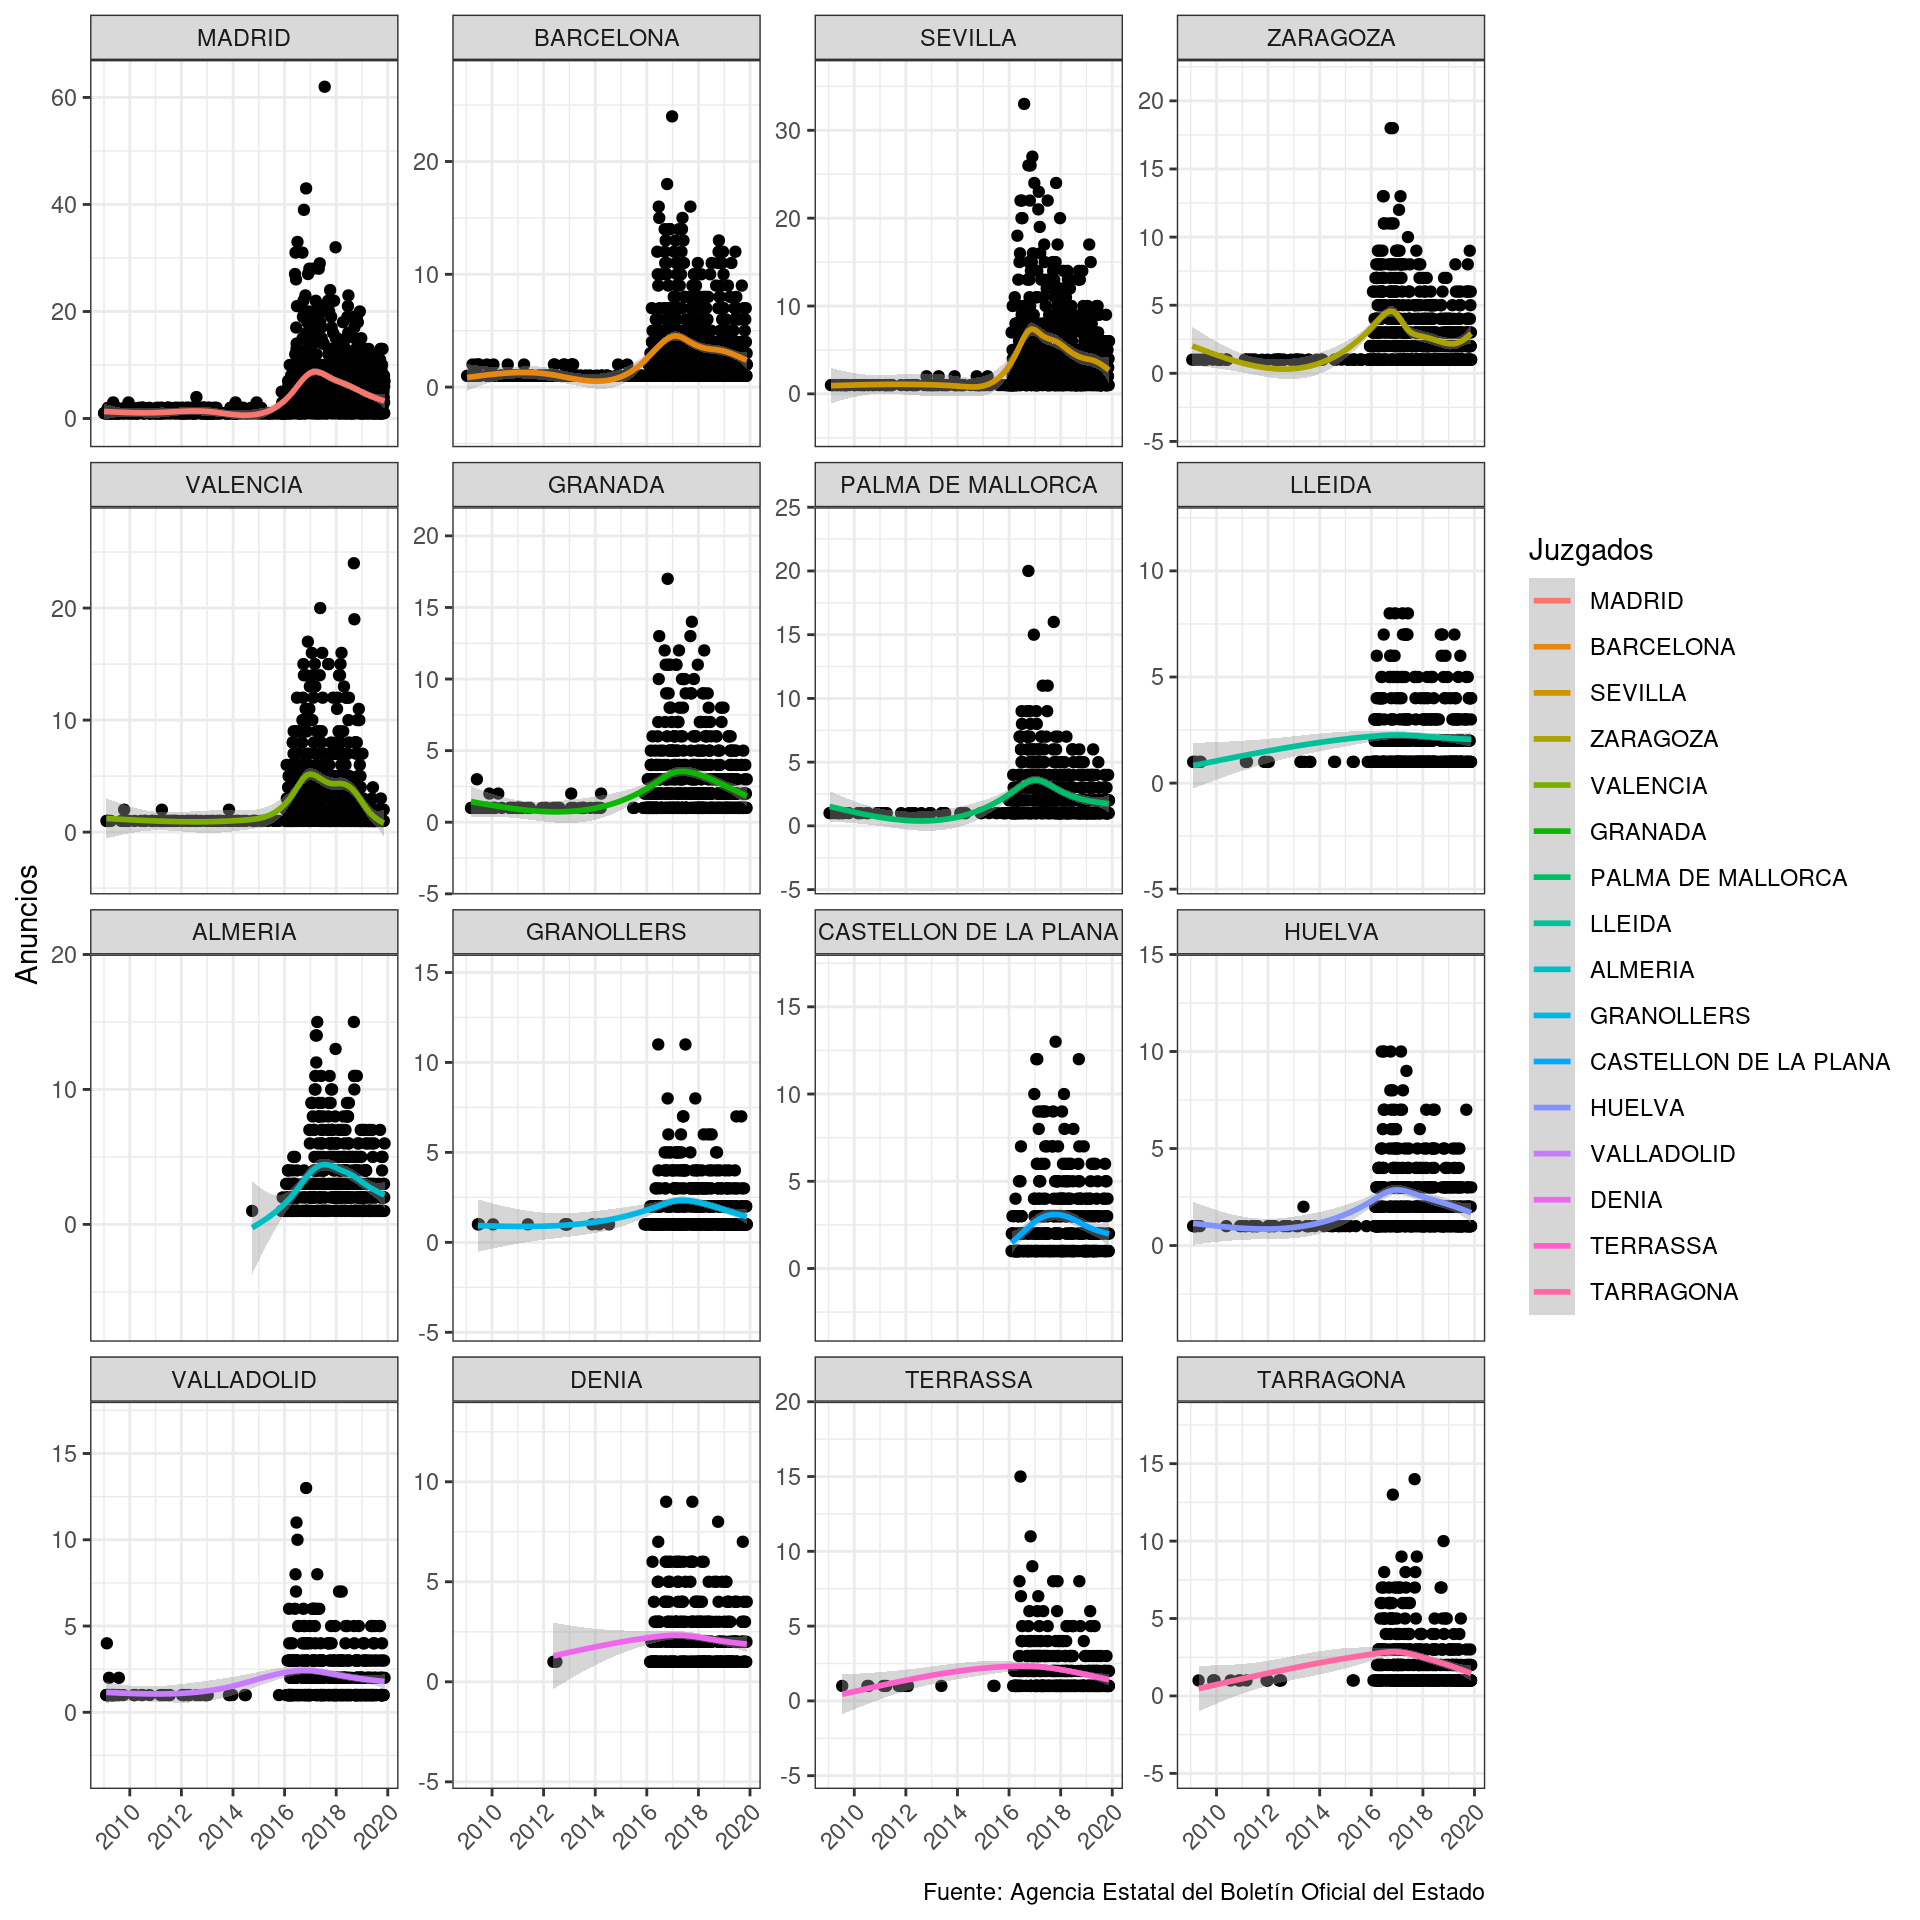 MADRID
BARCELONA
SEVILLA
ZARAGOZA
60
40
20
0
20
10
0
30
20
10
0
20
15
10
5
0
-5
VALENCIA
GRANADA
PALMA DE MALLORCA
LLEIDA
20
10
0
20
15
10
5
0
-5
25
20
15
10
5
0
-5
10
5
0
-5
Anuncios
ALMERIA
GRANOLLERS
CASTELLON DE LA PLANA
HUELVA
20
10
0
15
10
5
0
-5
15
10
5
0
15
10
5
0
VALLADOLID
DENIA
TERRASSA
TARRAGONA
15
10
5
0
10
5
0
-5
20
15
10
5
0
-5
15
10
5
0
-5
2010 2012 2014 2016 2018 2020
2010 2012 2014 2016 2018 2020
2010 2012 2014 2016 2018 2020
2010 2012 2014 2016 2018 2020
Juzgados
MADRID
BARCELONA
SEVILLA
ZARAGOZA
VALENCIA
GRANADA
PALMA DE MALLORCA
LLEIDA
ALMERIA
GRANOLLERS
CASTELLON DE LA PLANA
HUELVA
VALLADOLID
DENIA
TERRASSA
TARRAGONA
Fuente: Agencia Estatal del Boletín Oficial del Estado